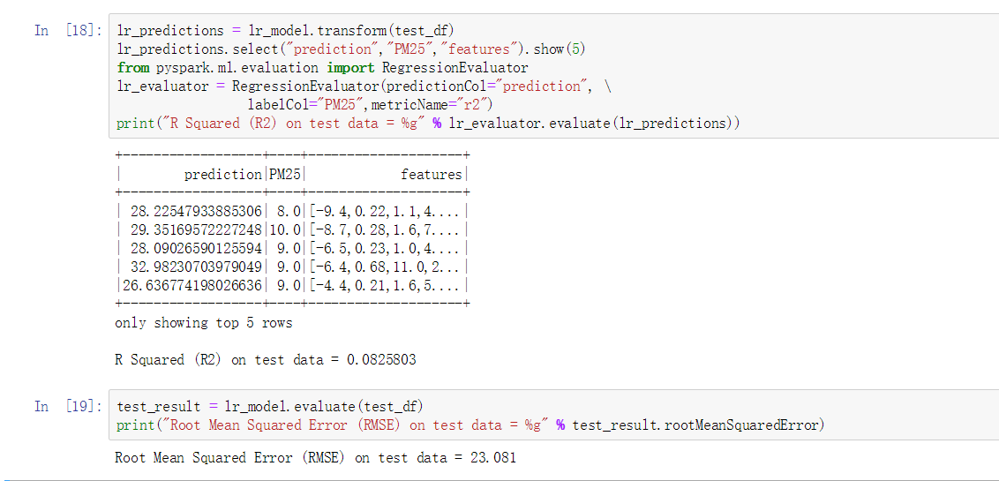 In [18]: lr_predictions = lr_model.transform(test_df)
lr_predictions.select("prediction","PM25","features").show(5)
from pyspark.ml.evaluation import RegressionEvaluator
lr_evaluator = RegressionEvaluator(predictionCol="prediction", \
                 labelCol="PM25",metricName="r2")
print("R Squared (R2) on test data = %g" % lr_evaluator.evaluate(lr_predictions))
+------------------+----+--------------------+
|        prediction|PM25|            features|
+------------------+----+--------------------+
| 28.22547933885306| 8.0|[-9.4,0.22,1.1,4....|
| 29.35169572227248|10.0|[-8.7,0.28,1.6,7....|
| 28.09026590125594| 9.0|[-6.5,0.23,1.0,4....|
| 32.98230703979049| 9.0|[-6.4,0.68,11.0,2...|
|26.636774198026636| 9.0|[-4.4,0.21,1.6,5....|
+------------------+----+--------------------+
only showing top 5 rows
R Squared (R2) on test data = 0.0825803
In [19]: test_result = lr_model.evaluate(test_df)
print("Root Mean Squared Error (RMSE) on test data = %g" % test_result.rootMeanSquaredError)
Root Mean Squared Error (RMSE) on test data = 23.081